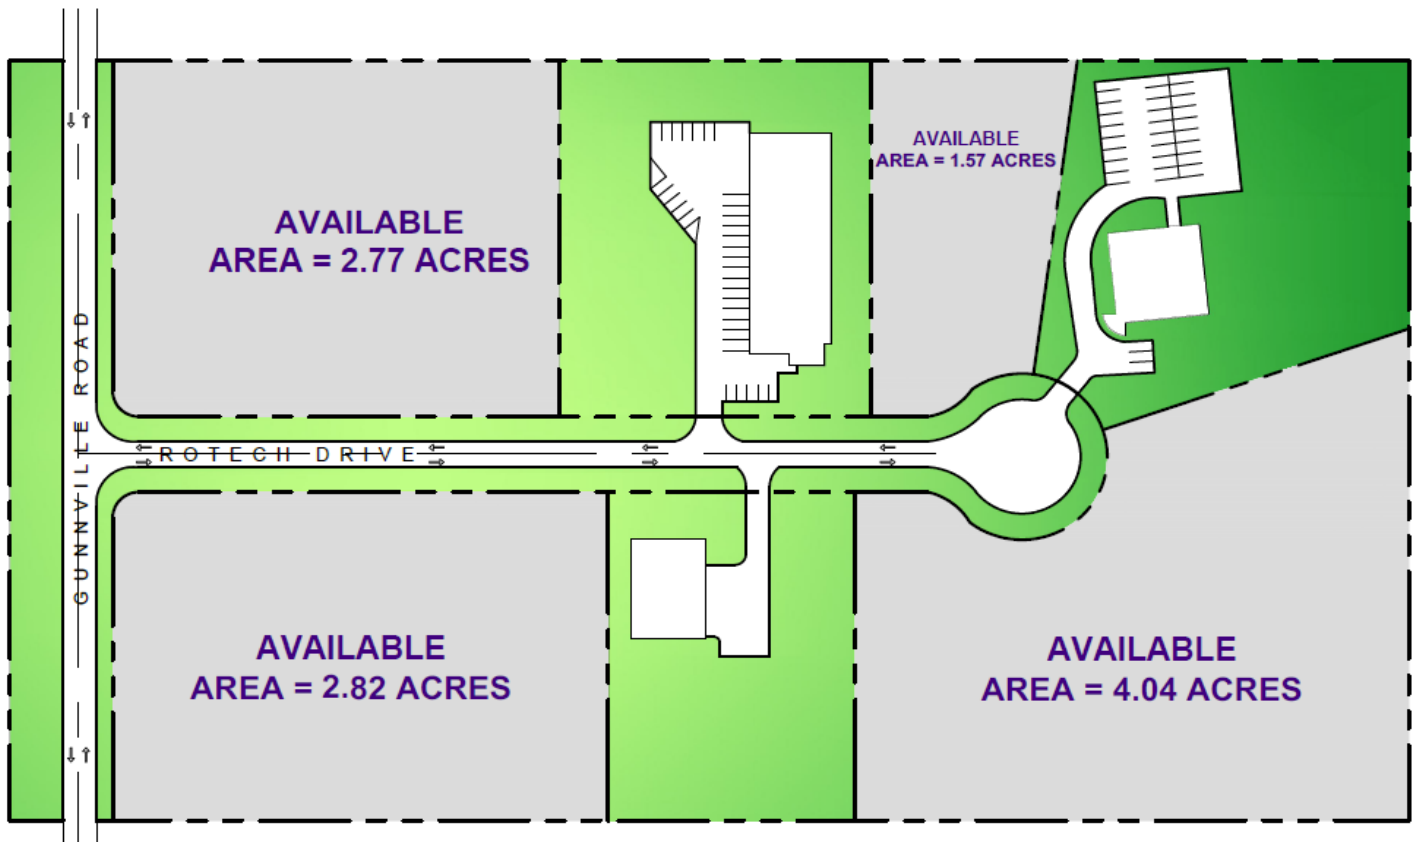 AVAILABLE
AREA = 2.77 ACRES
AVAILABLE
AREA = 1.57 ACRES
GUNNVILLE ROAD
ROTECH DRIVE
AVAILABLE
AREA = 2.82 ACRES
AVAILABLE
AREA = 4.04 ACRES